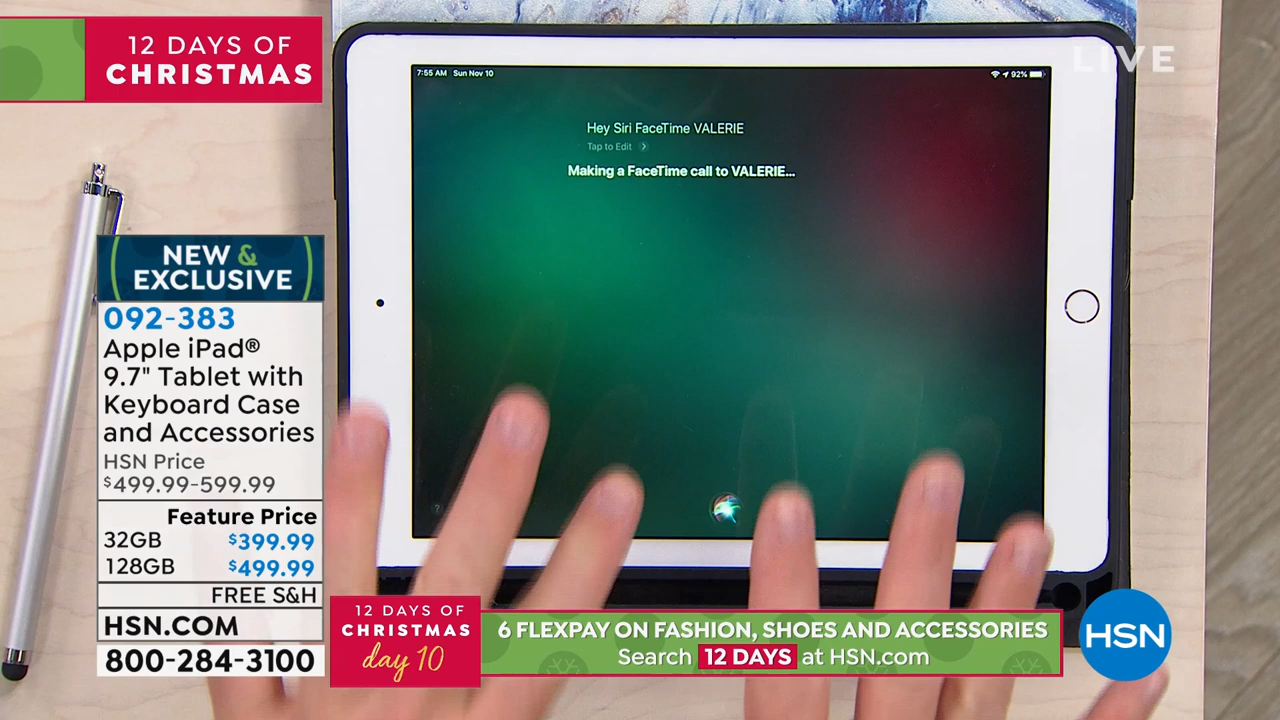 12 DAYS OF
CHRISTMAS
LIVE
7:55 AM Sun Nov 10
92%
Hey Siri FaceTime VALERIE
Tap to Edit
Making a FaceTime call to VALERIE...
?
NEW &
EXCLUSIVE
092-383
Apple iPad®
9.7" Tablet with
Keyboard Case
and Accessories
HSN Price
$499.99-599.99
Feature Price
32GB $399.99
128GB $499.99
FREE S&H
HSN.COM
800-284-3100
12 DAYS OF
CHRISTMAS
day 10
6 FLEXPAY ON FASHION, SHOES AND ACCESSORIES
Search 12 DAYS at HSN.com
HSN